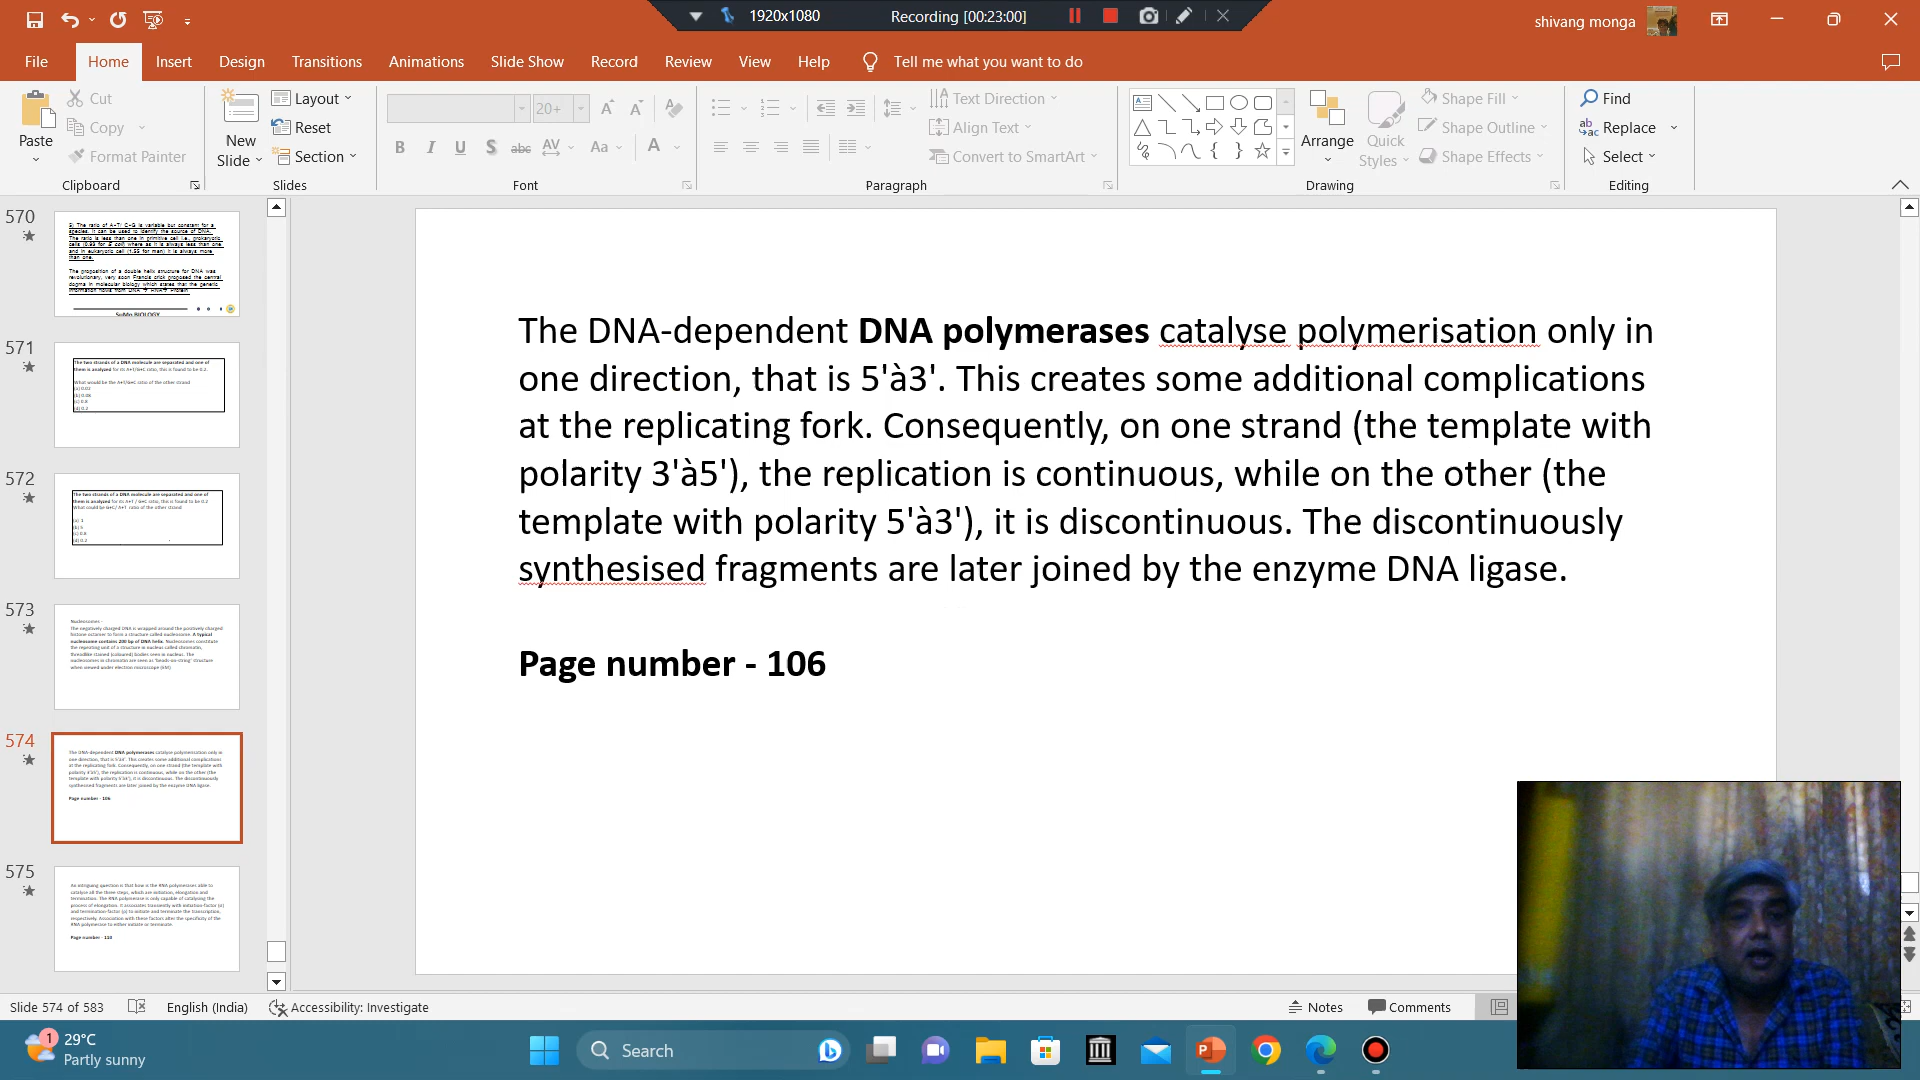 1920x1080
Recording [00:23:00]
shivang monga
File Home Insert Design Transitions Animations Slide Show Record Review View Help Tell me what you want to do
Paste
Cut
Copy
Format Painter
Clipboard
New
Slide
Layout
Reset
Section
Slides
20+
Font
Text Direction
Align Text
Convert to SmartArt
Paragraph
Arrange
Quick
Styles
Shape Fill
Shape Outline
Shape Effects
Drawing
Find
Replace
Select
Editing
570
571
572
573
574
575
The DNA-dependent DNA polymerases catalyse polymerisation only in
one direction, that is 5'à3'. This creates some additional complications
at the replicating fork. Consequently, on one strand (the template with
polarity 3'à5'), the replication is continuous, while on the other (the
template with polarity 5'à3'), it is discontinuous. The discontinuously
synthesised fragments are later joined by the enzyme DNA ligase.
Page number - 106
Slide 574 of 583
English (India)
Accessibility: Investigate
Notes
Comments
29°C
Partly sunny
Search